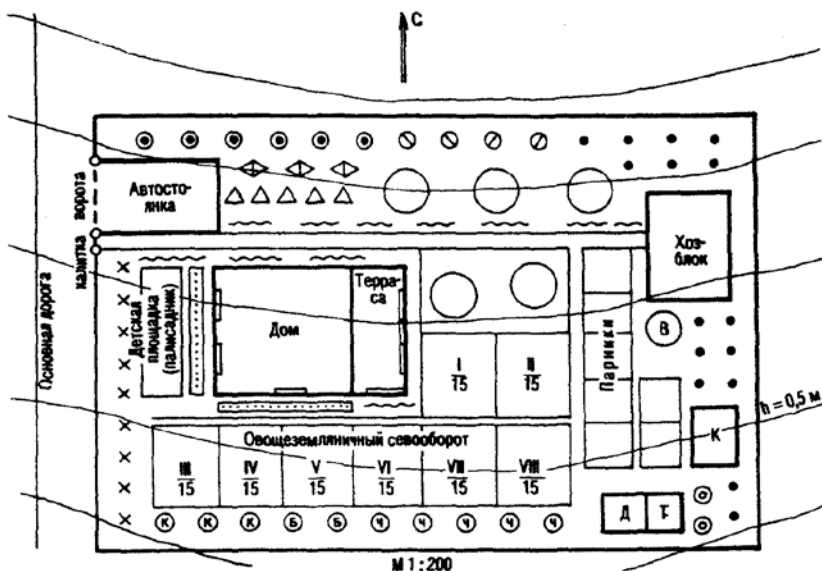 С
Автосто-
янка
ворота
калитка
Основная дорога
Хоз-
блок
Детская
площадка
(палисадник)
Дом
Терра-
са
I
15
II
15
Парники
В
h = 0,5 м
К
Овощеземляничный севооборот
III
15
IV
15
V
15
VI
15
VII
15
VIII
15
К К К Б Б Ч Ч Ч Ч Ч
Д Т
О
О
М 1 : 200